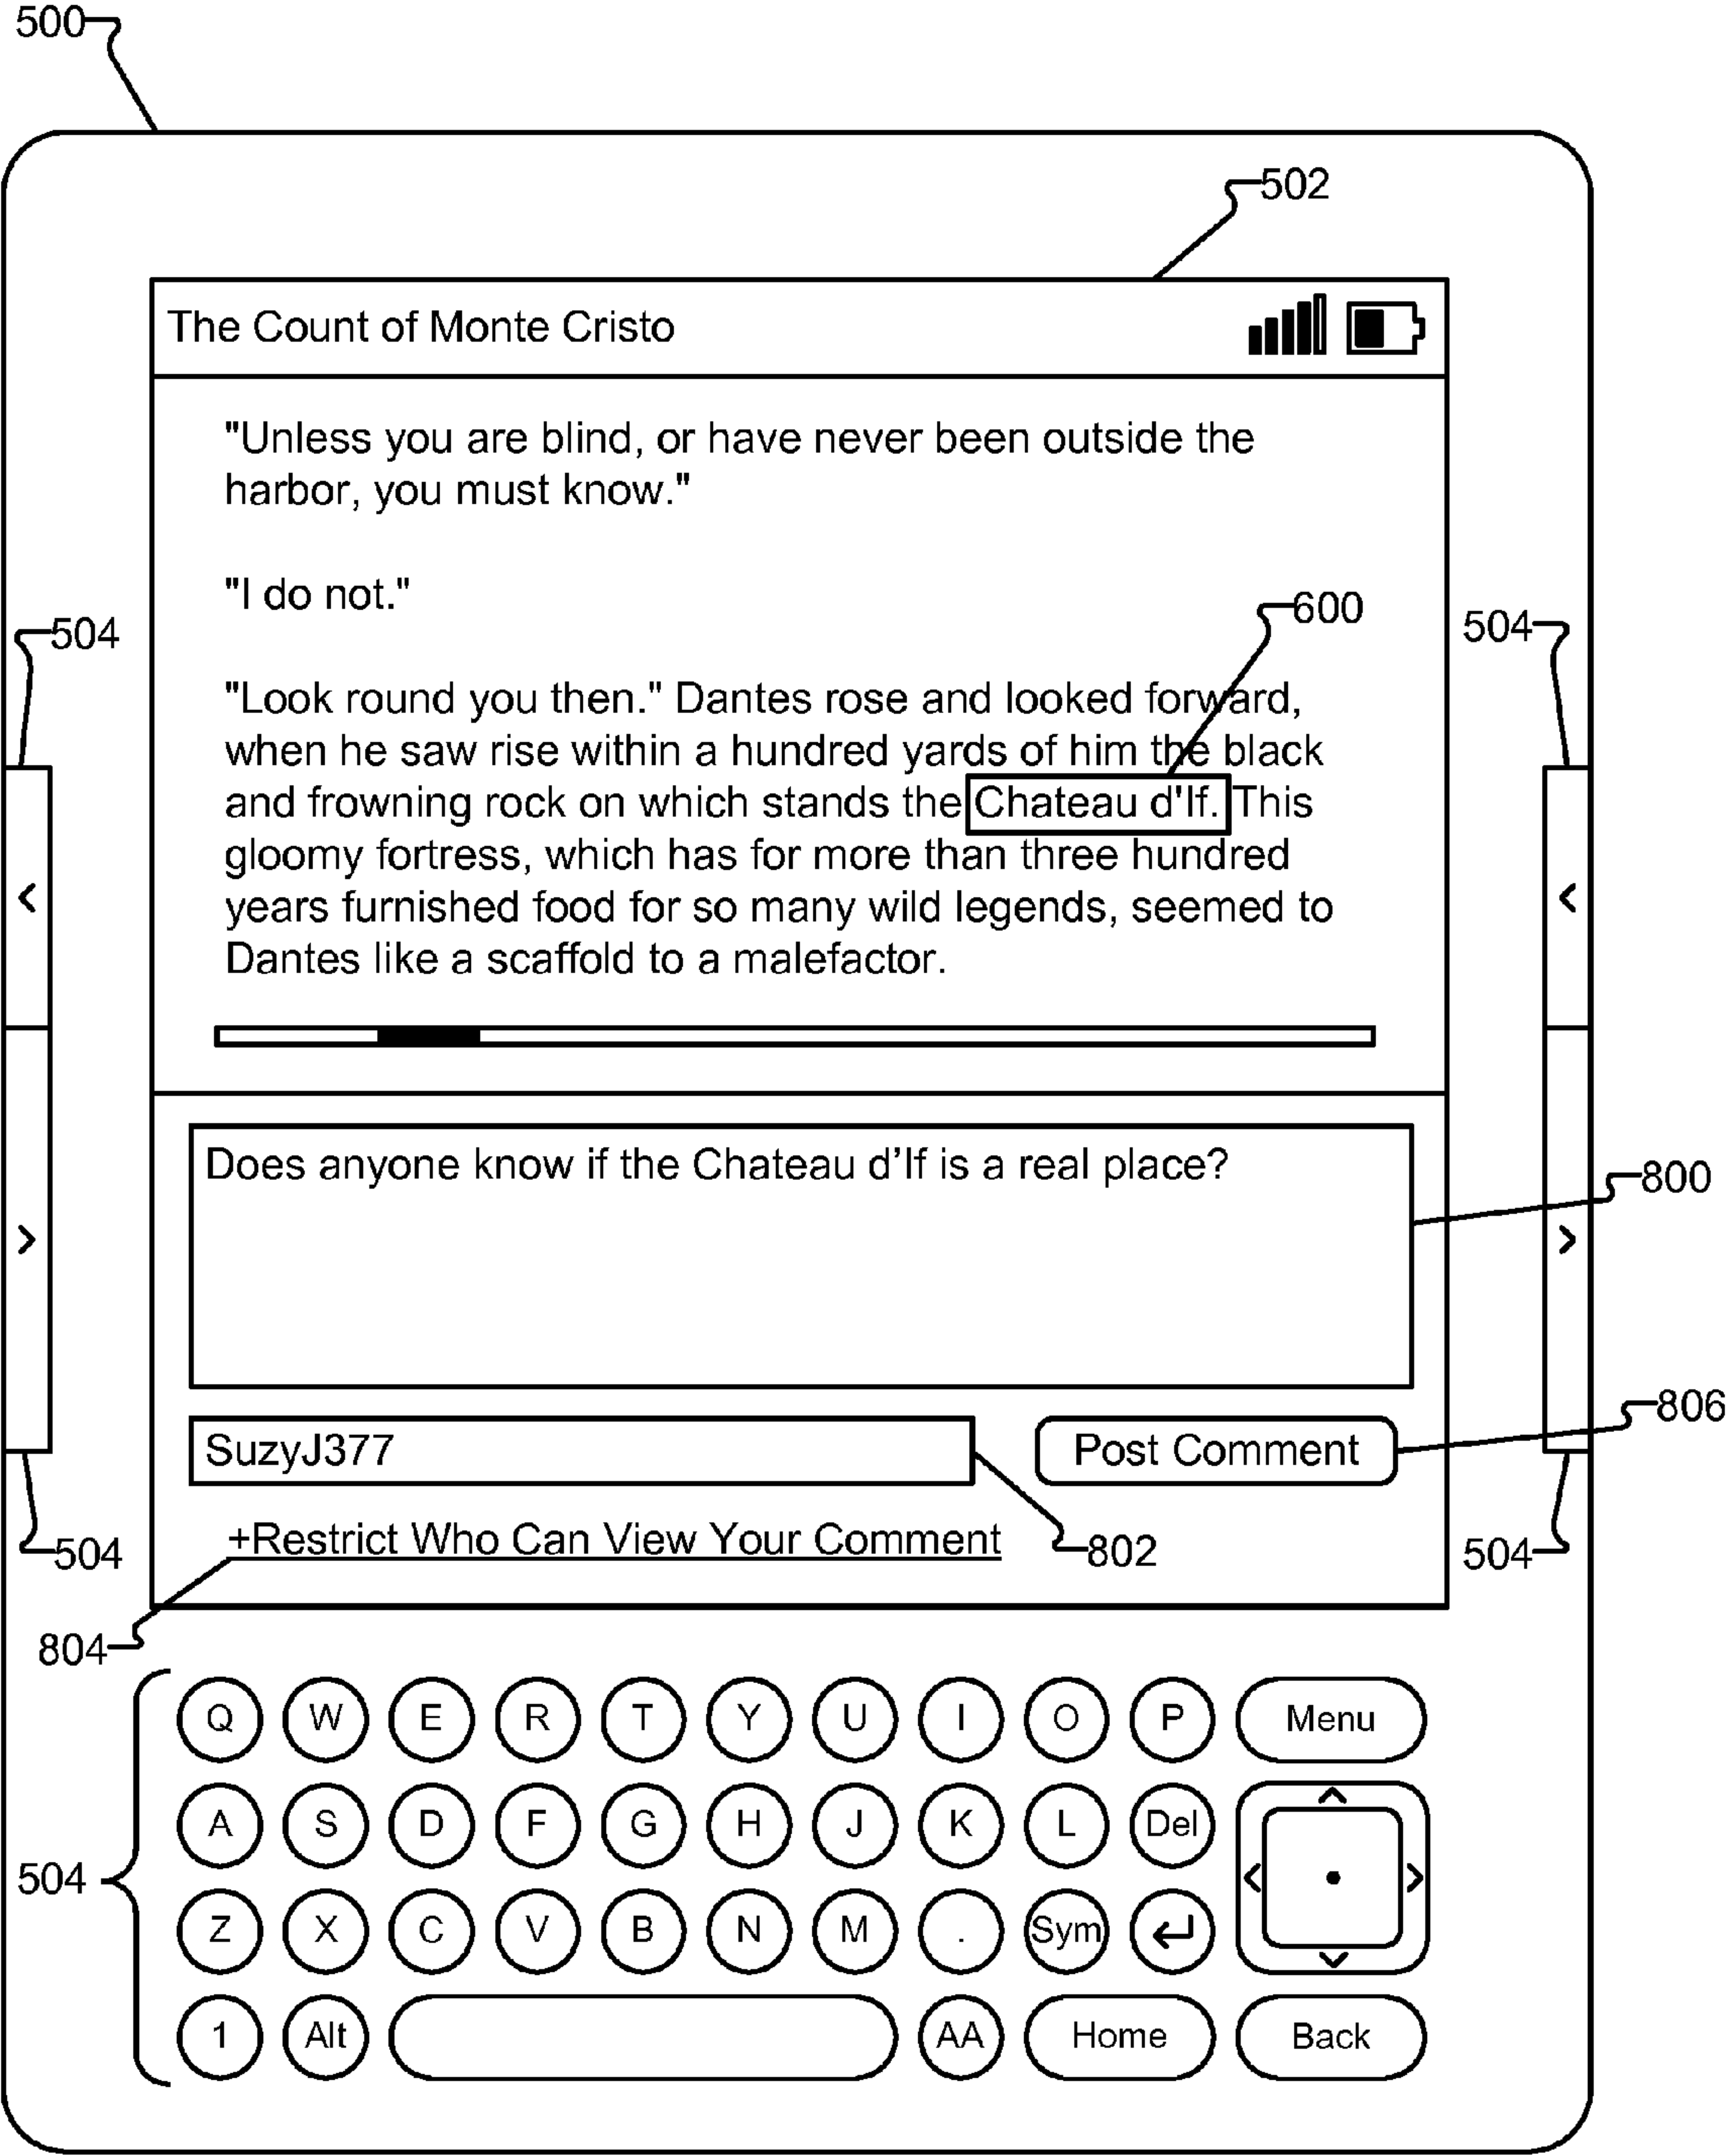 500
502
The Count of Monte Cristo
"Unless you are blind, or have never been outside the
harbor, you must know."
"I do not."
600
504
504
"Look round you then." Dantes rose and looked forward,
when he saw rise within a hundred yards of him the black
and frowning rock on which stands the Chateau d'If. This
gloomy fortress, which has for more than three hundred
years furnished food for so many wild legends, seemed to
Dantes like a scaffold to a malefactor.
<
<
>
>
Does anyone know if the Chateau d’If is a real place?
800
806
SuzyJ377
Post Comment
+Restrict Who Can View Your Comment
802
504
504
804
Q W E R T Y U I O P Menu
A S D F G H J K L Del
504
Z X C V B N M . Sym
1 Alt AA Home Back